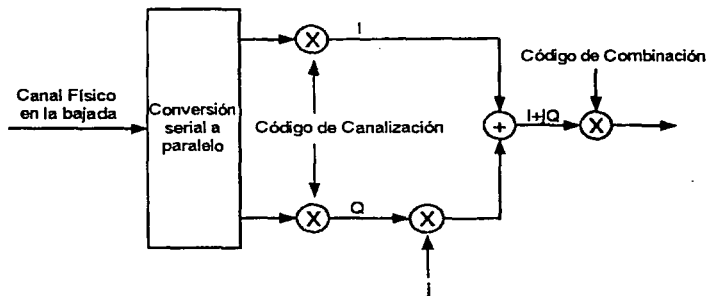 Canal Físico
en la bajada
Conversión
serial a
paralelo
X
I
Código de Canalización
X
Q
X
j
+
I+jQ
Código de Combinación
X